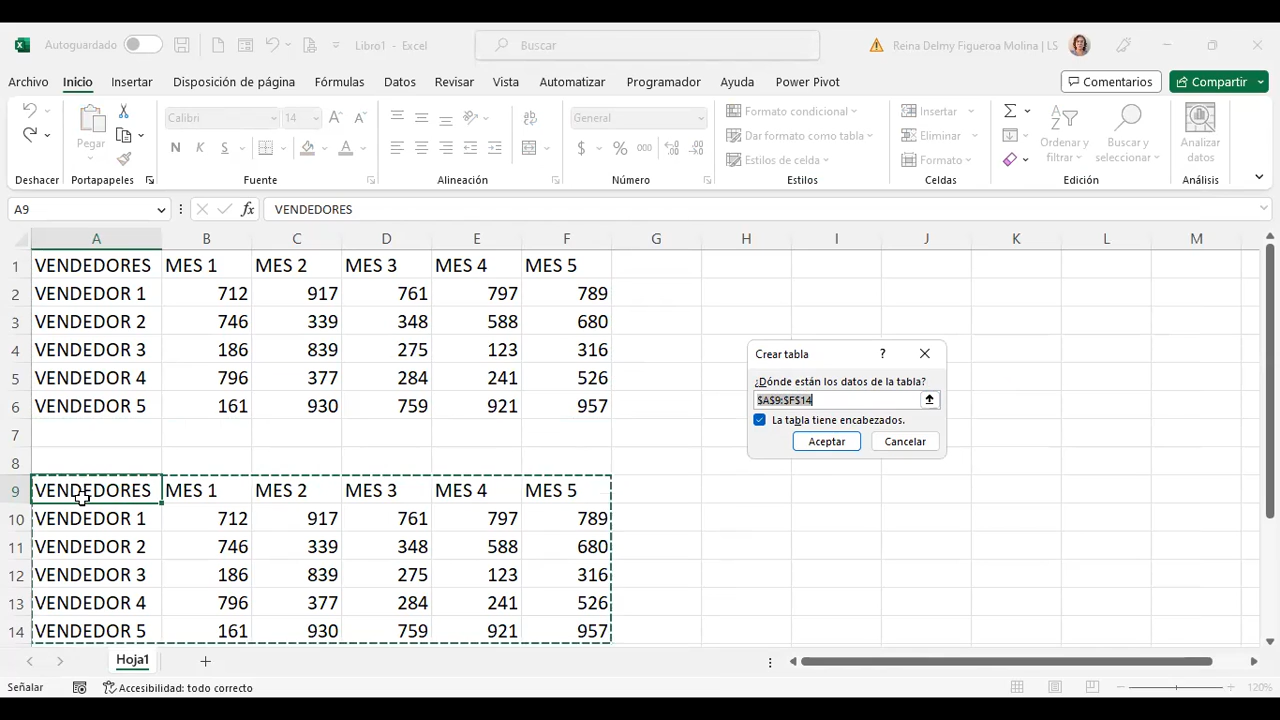 Autoguardado Libro1 - Excel Buscar Reina Delmy Figueroa Molina | LS
Archivo Inicio Insertar Disposición de página Fórmulas Datos Revisar Vista Automatizar Programador Ayuda Power Pivot Comentarios Compartir
Pegar
Calibri 14
N K S
General
$ % 000
Formato condicional
Dar formato como tabla
Estilos de celda
Insertar
Eliminar
Formato
Ordenar y filtrar
Buscar y seleccionar
Analizar datos
Deshacer Portapapeles Fuente Alineación Número Estilos Celdas Edición Análisis
A9 fx VENDEDORES
A B C D E F G H I J K L M
1 VENDEDORES MES 1 MES 2 MES 3 MES 4 MES 5
2 VENDEDOR 1 712 917 761 797 789
3 VENDEDOR 2 746 339 348 588 680
4 VENDEDOR 3 186 839 275 123 316
5 VENDEDOR 4 796 377 284 241 526
6 VENDEDOR 5 161 930 759 921 957
7
8
9 VENDEDORES MES 1 MES 2 MES 3 MES 4 MES 5
10 VENDEDOR 1 712 917 761 797 789
11 VENDEDOR 2 746 339 348 588 680
12 VENDEDOR 3 186 839 275 123 316
13 VENDEDOR 4 796 377 284 241 526
14 VENDEDOR 5 161 930 759 921 957
Crear tabla ?
¿Dónde están los datos de la tabla?
$A$9:$F$14
La tabla tiene encabezados.
Aceptar Cancelar
Hoja1
Señalar Accesibilidad: todo correcto 120%